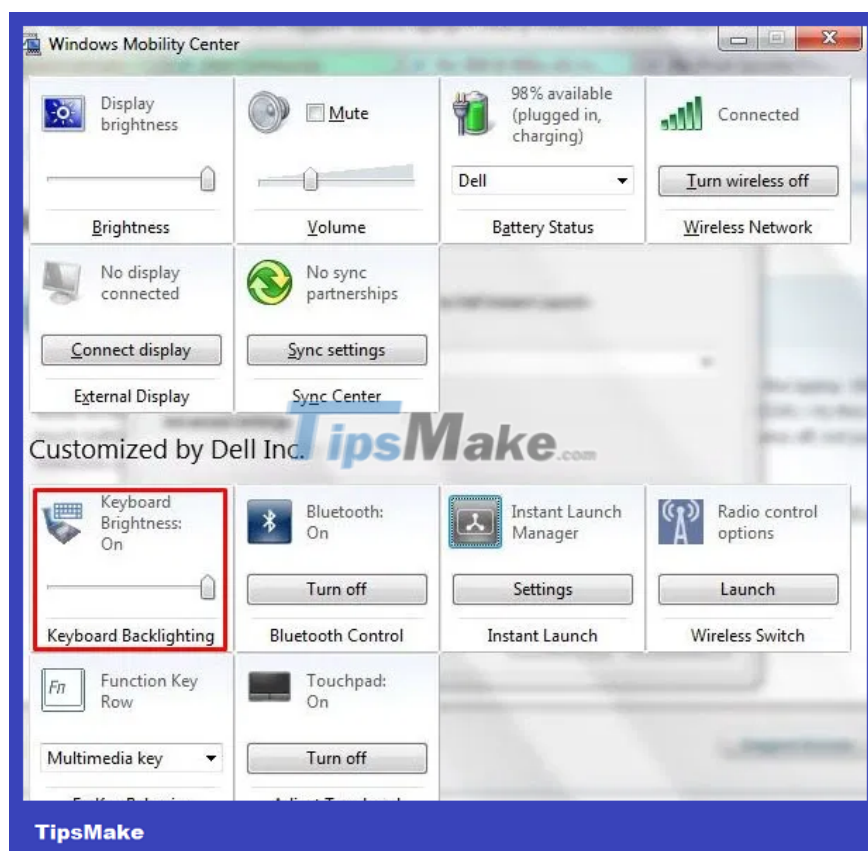 Windows Mobility Center
Display
brightness
Brightness
Mute
Volume
98% available
(plugged in,
charging)
Dell
Battery Status
Connected
Turn wireless off
Wireless Network
No display
connected
Connect display
External Display
No sync
partnerships
Sync settings
Sync Center
TipsMake.com
Customized by Dell Inc.
Keyboard
Brightness:
On
Keyboard Backlighting
Bluetooth:
On
Turn off
Bluetooth Control
Instant Launch
Manager
Settings
Instant Launch
Radio control
options
Launch
Wireless Switch
Fn
Function Key
Row
Multimedia key
Touchpad:
On
Turn off
TipsMake